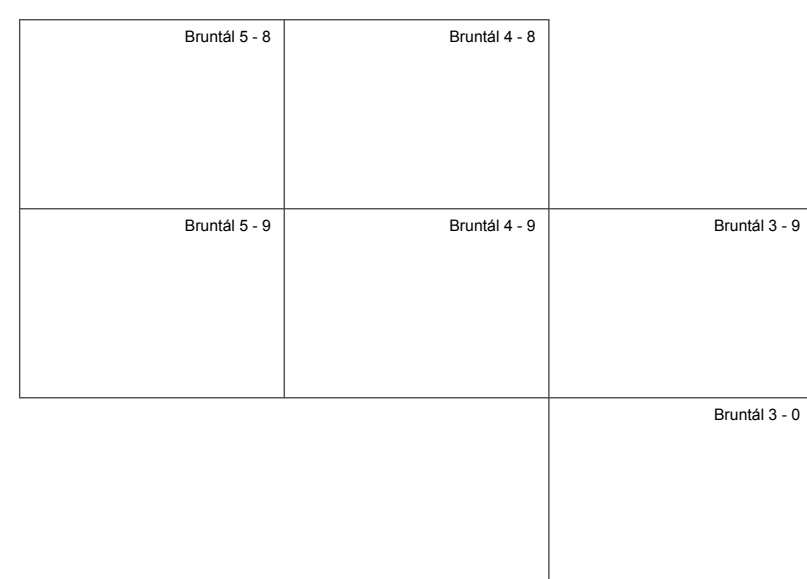 Bruntál 5 - 8
Bruntál 4 - 8
Bruntál 5 - 9
Bruntál 4 - 9
Bruntál 3 - 9
Bruntál 3 - 0